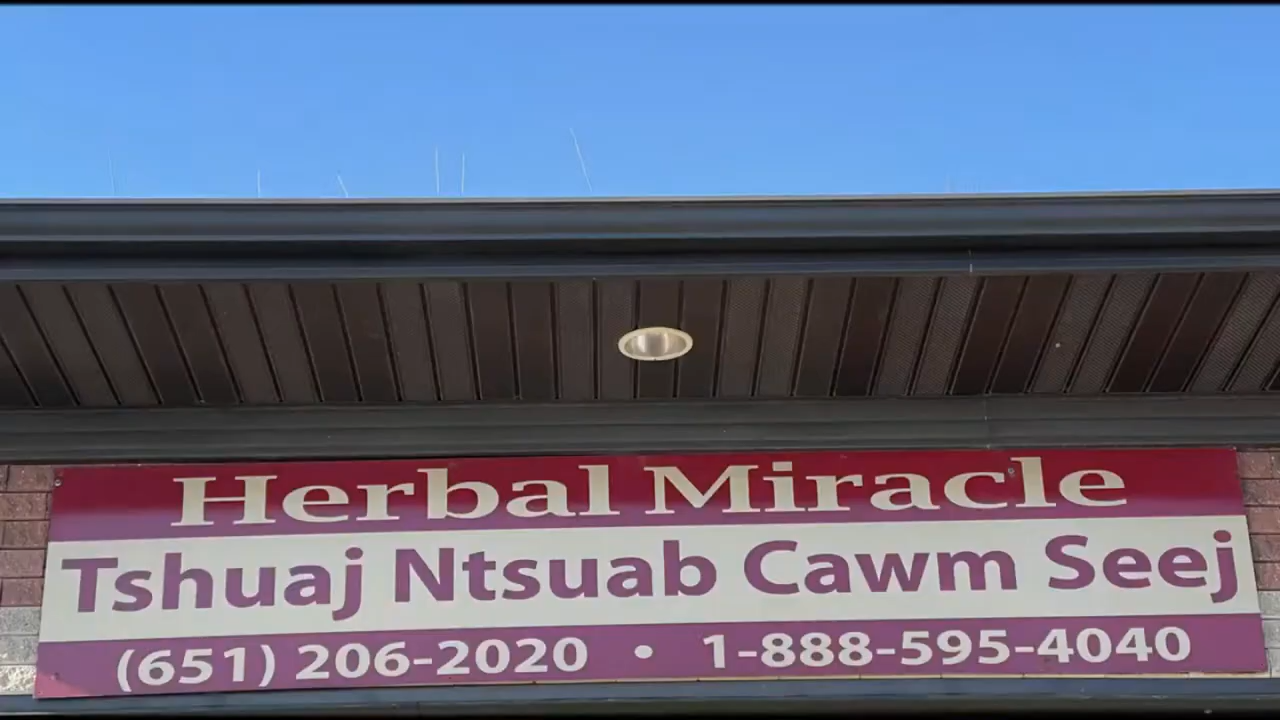 Herbal Miracle
Tshuaj Ntsuab Cawm Seej
(651) 206-2020 • 1-888-595-4040